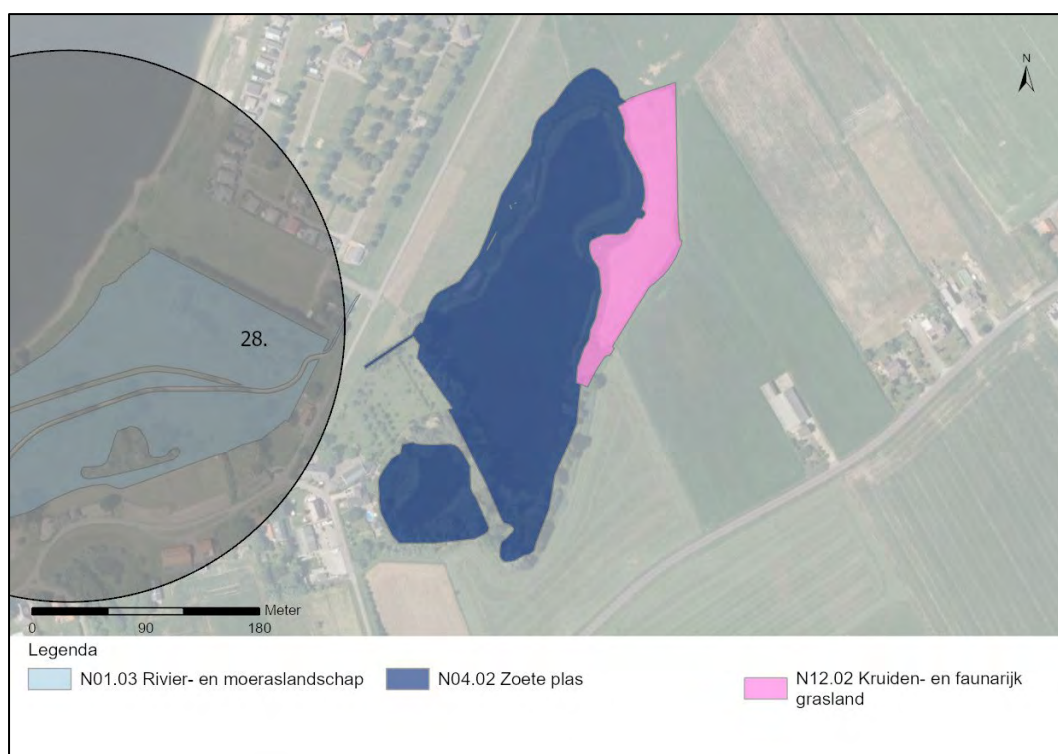 N
28.
Meter
0 90 180
Legenda
N01.03 Rivier- en moeraslandschap
N04.02 Zoete plas
N12.02 Kruiden- en faunarijk
grasland